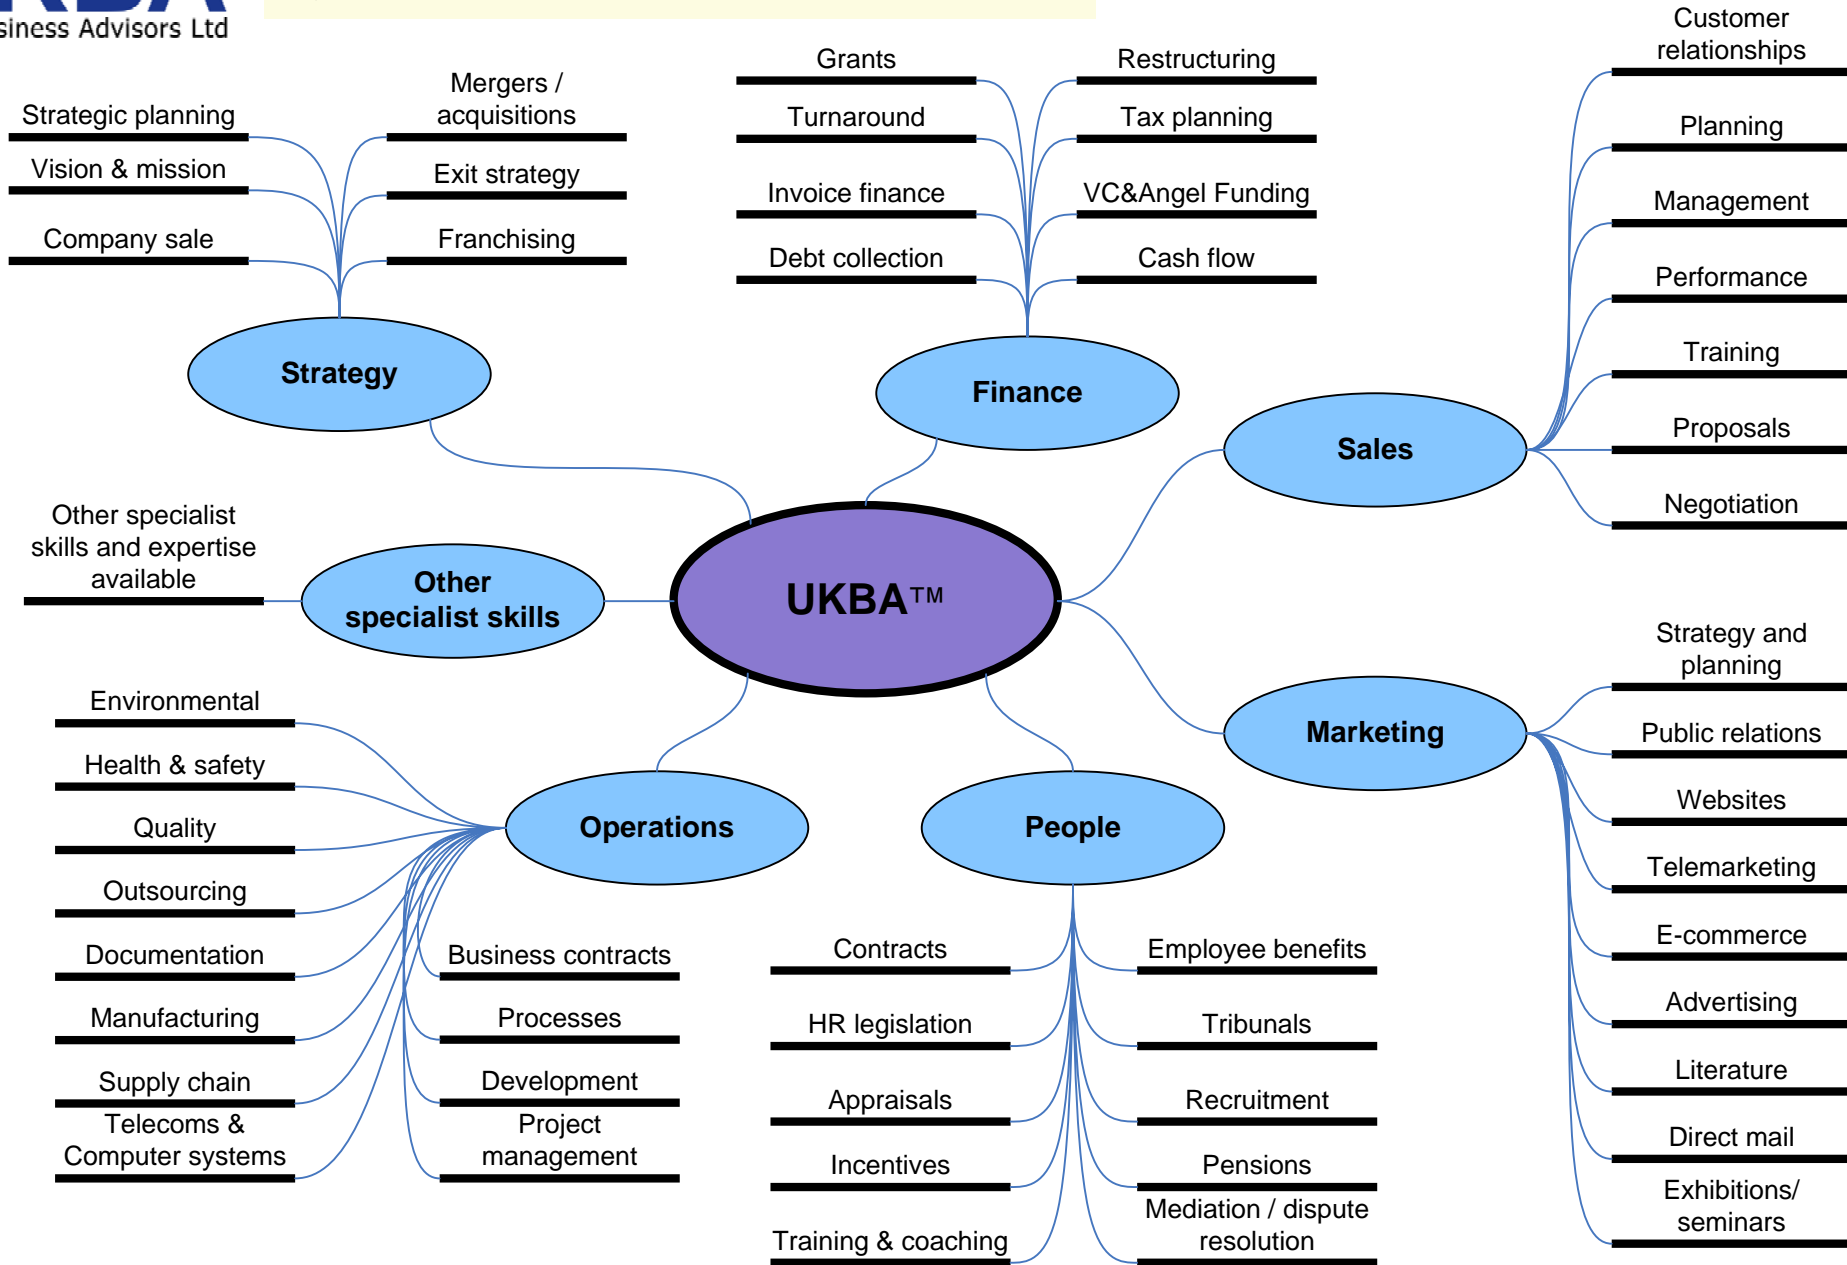 Business Advisors Ltd
Strategic planning
Vision & mission
Company sale
Mergers /
acquisitions
Exit strategy
Franchising
Strategy
Grants
Turnaround
Invoice finance
Debt collection
Restructuring
Tax planning
VC&Angel Funding
Cash flow
Finance
Customer
relationships
Planning
Management
Performance
Training
Proposals
Negotiation
Sales
Other specialist
skills and expertise
available
Other
specialist skills
UKBA™
Strategy and
planning
Public relations
Websites
Telemarketing
E-commerce
Advertising
Literature
Direct mail
Exhibitions/
seminars
Marketing
Environmental
Health & safety
Quality
Outsourcing
Documentation
Manufacturing
Supply chain
Telecoms &
Computer systems
Business contracts
Processes
Development
Project
management
Operations
People
Contracts
HR legislation
Appraisals
Incentives
Training & coaching
Employee benefits
Tribunals
Recruitment
Pensions
Mediation / dispute
resolution